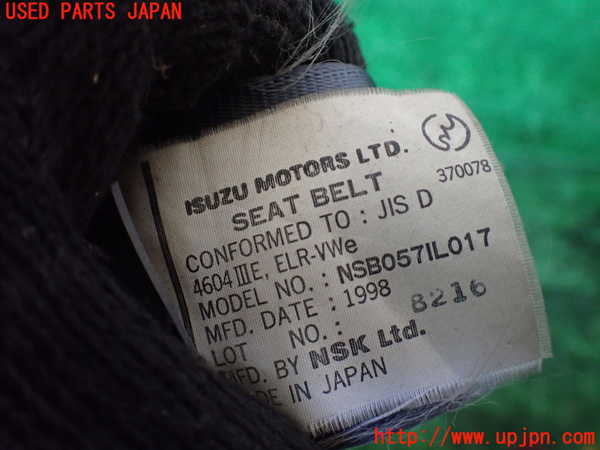 USED PARTS JAPAN
ISUZU MOTORS LTD.
370078
SEAT BELT
CONFORMED TO : JIS D
4604 ⅢE, ELR-VWe
MODEL NO. : NSB057IL017
MFD. DATE : 1998
LOT NO. : 8216
MFG. BY NSK Ltd.
MADE IN JAPAN
http://www.upjpn.com/